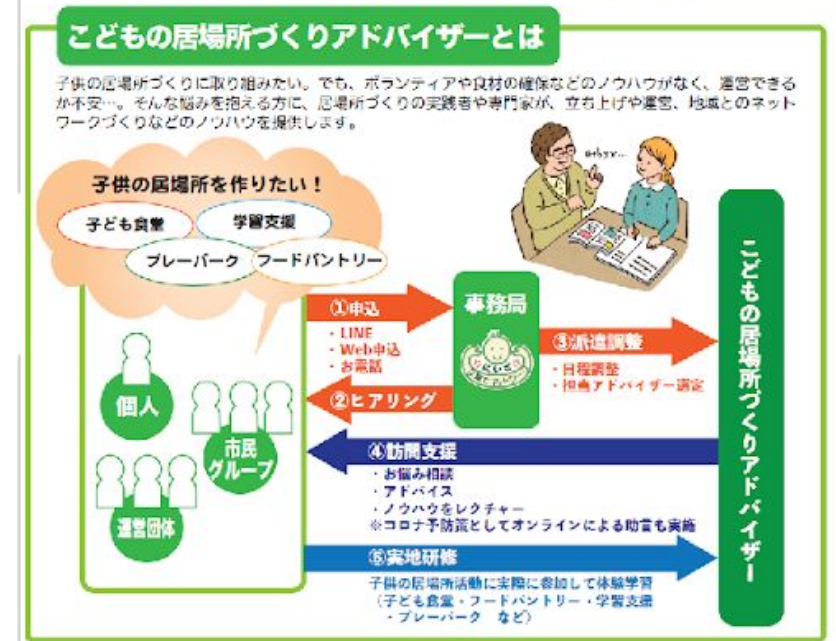 こどもの居場所づくりアドバイザーとは
子供の居場所づくりに取り組みたい。でも、ボランティアや食材の確保などのノウハウがなく、運営できる
か不安…。そんな悩みを抱える方に、居場所づくりの実践者や専門家が、立ち上げや運営、地域とのネット
ワークづくりなどのノウハウを提供します。
子供の居場所を作りたい！
子ども食堂
学習支援
プレーパーク
フードパントリー
個人
市民
グループ
運営団体
①申込
・LINE
・Web申込
・お電話
②ヒアリング
事務局
③派遣調整
・日程調整
・担当アドバイザー選定
④訪問支援
・お悩み相談
・アドバイス
・ノウハウをレクチャー
※コロナ予防策としてオンラインによる助言も実施
⑤実地研修
子供の居場所活動に実際に参加して体験学習
（子ども食堂・フードパントリー・学習支援
・プレーパーク　など）
こどもの居場所づくりアドバイザー